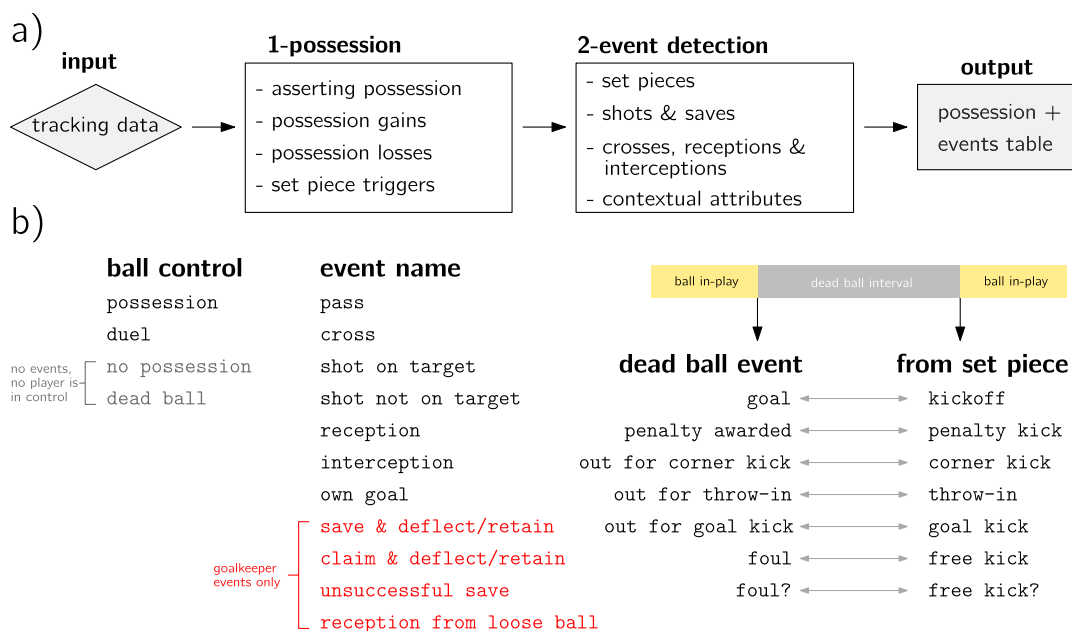 a)
input
tracking data
1-possession
- asserting possession
- possession gains
- possession losses
- set piece triggers
2-event detection
- set pieces
- shots & saves
- crosses, receptions &
interceptions
- contextual attributes
output
possession +
events table
b)
ball control
possession
duel
no possession
dead ball
no events,
no player is
in control
event name
pass
cross
shot on target
shot not on target
reception
interception
own goal
save & deflect/retain
claim & deflect/retain
unsuccessful save
reception from loose ball
goalkeeper
events only
ball in-play
dead ball interval
ball in-play
dead ball event
from set piece
goal
kickoff
penalty awarded
penalty kick
out for corner kick
corner kick
out for throw-in
throw-in
out for goal kick
goal kick
foul
free kick
foul?
free kick?